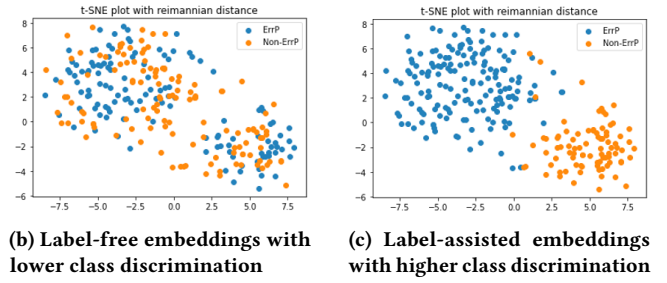 t-SNE plot with reimannian distance
ErrP
Non-ErrP
8
6
4
2
0
−2
−4
−6
−7.5 −5.0 −2.5 0.0 2.5 5.0 7.5
(b) Label-free embeddings with
lower class discrimination
t-SNE plot with reimannian distance
ErrP
Non-ErrP
8
6
4
2
0
−2
−4
−6
−7.5 −5.0 −2.5 0.0 2.5 5.0 7.5
(c) Label-assisted embeddings
with higher class discrimination